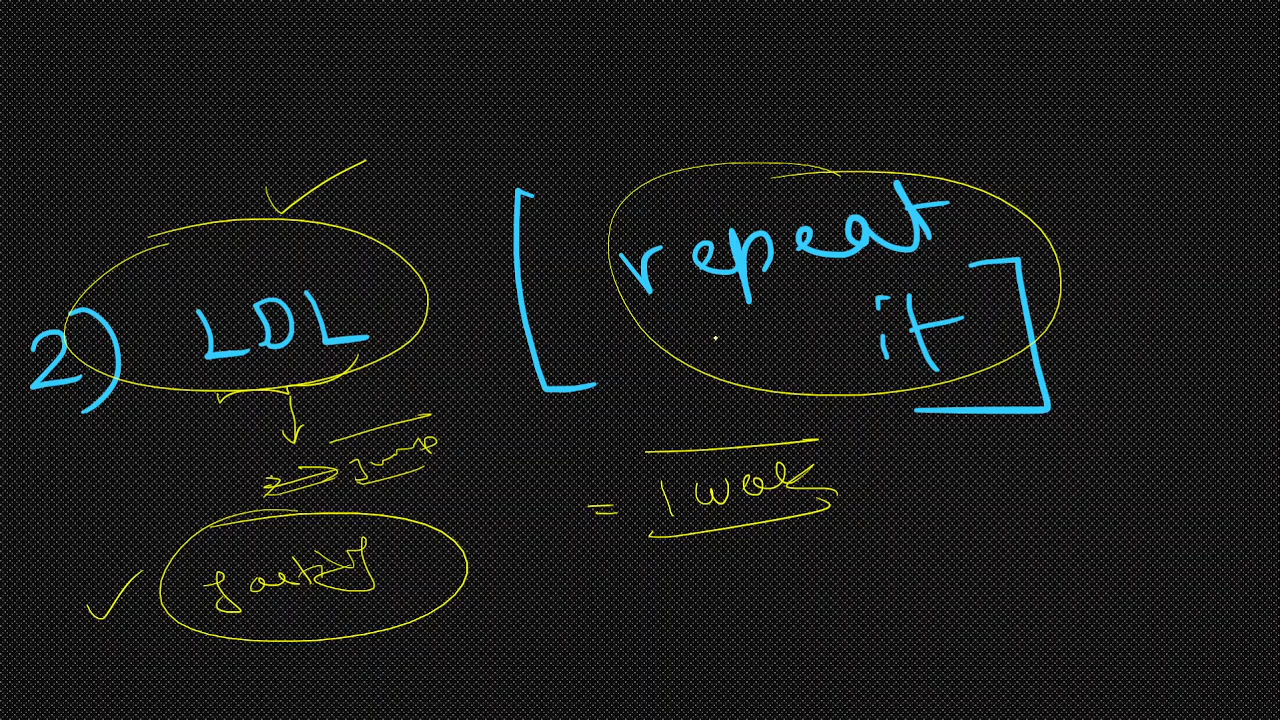 2) LDL [ repeat
it ]
Jump
= 1 week